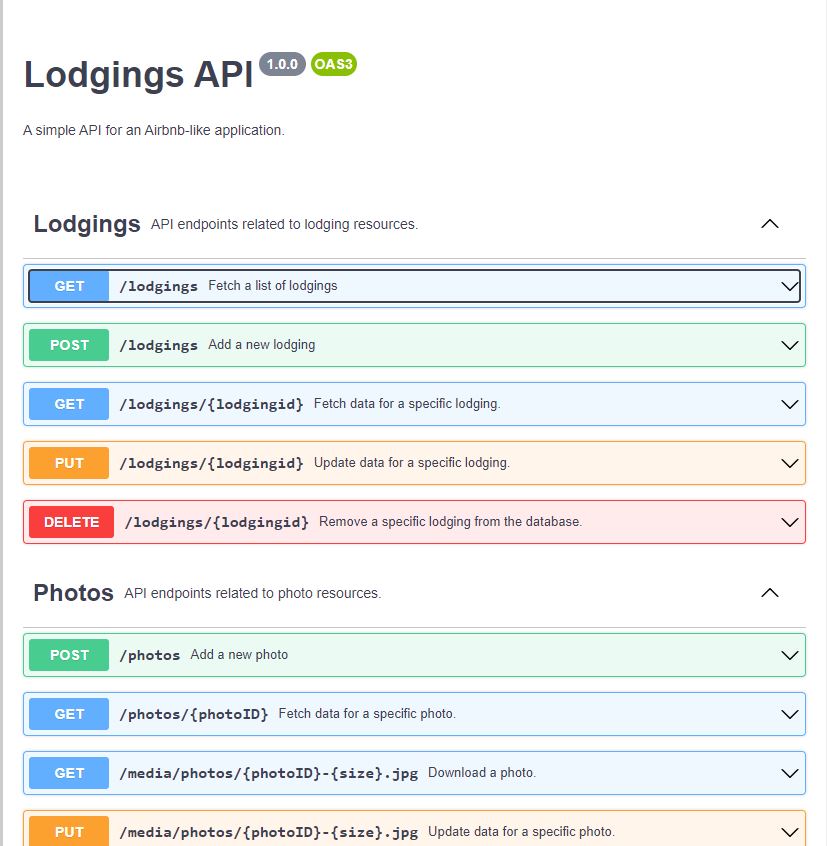 Lodgings API 1.0.0 OAS3
A simple API for an Airbnb-like application.
Lodgings API endpoints related to lodging resources.
GET /lodgings Fetch a list of lodgings
POST /lodgings Add a new lodging
GET /lodgings/{lodgingid} Fetch data for a specific lodging.
PUT /lodgings/{lodgingid} Update data for a specific lodging.
DELETE /lodgings/{lodgingid} Remove a specific lodging from the database.
Photos API endpoints related to photo resources.
POST /photos Add a new photo
GET /photos/{photoID} Fetch data for a specific photo.
GET /media/photos/{photoID}-{size}.jpg Download a photo.
PUT /media/photos/{photoID}-{size}.jpg Update data for a specific photo.